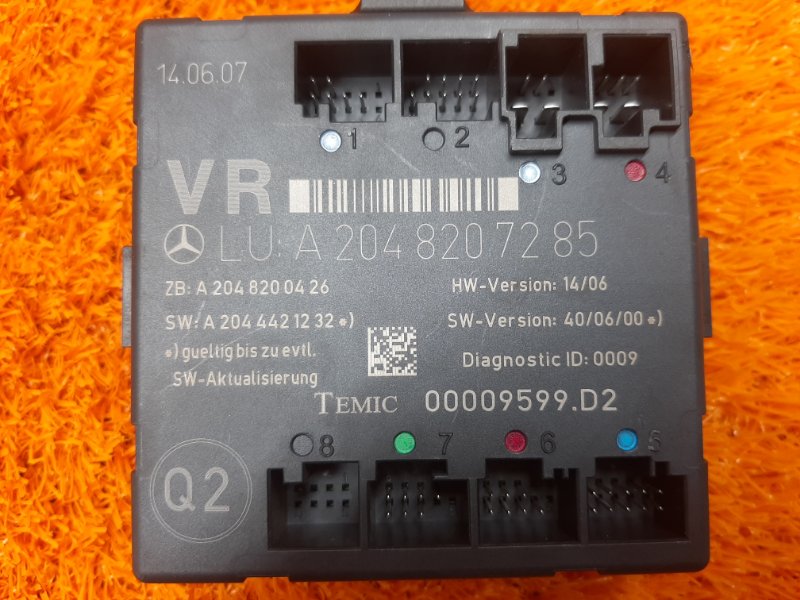 14.06.07
1 2
3 4
VR
LU: A 204 820 72 85
ZB: A 204 820 04 26
HW-Version: 14/06
SW: A 204 442 12 32 *)
SW-Version: 40/06/00 *)
*) gueltig bis zu evtl.
SW-Aktualisierung
Diagnostic ID: 0009
TEMIC 00009599.D2
8 7 6 5
Q2